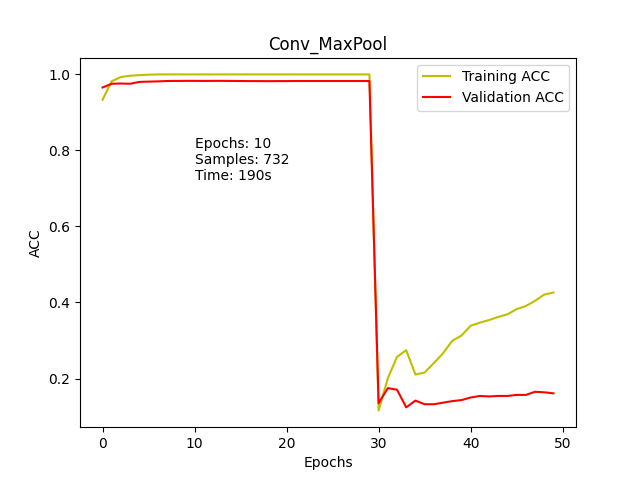 Conv_MaxPool
Training ACC
Validation ACC
Epochs: 10
Samples: 732
Time: 190s
ACC
1.0
0.8
0.6
0.4
0.2
0 10 20 30 40 50
Epochs